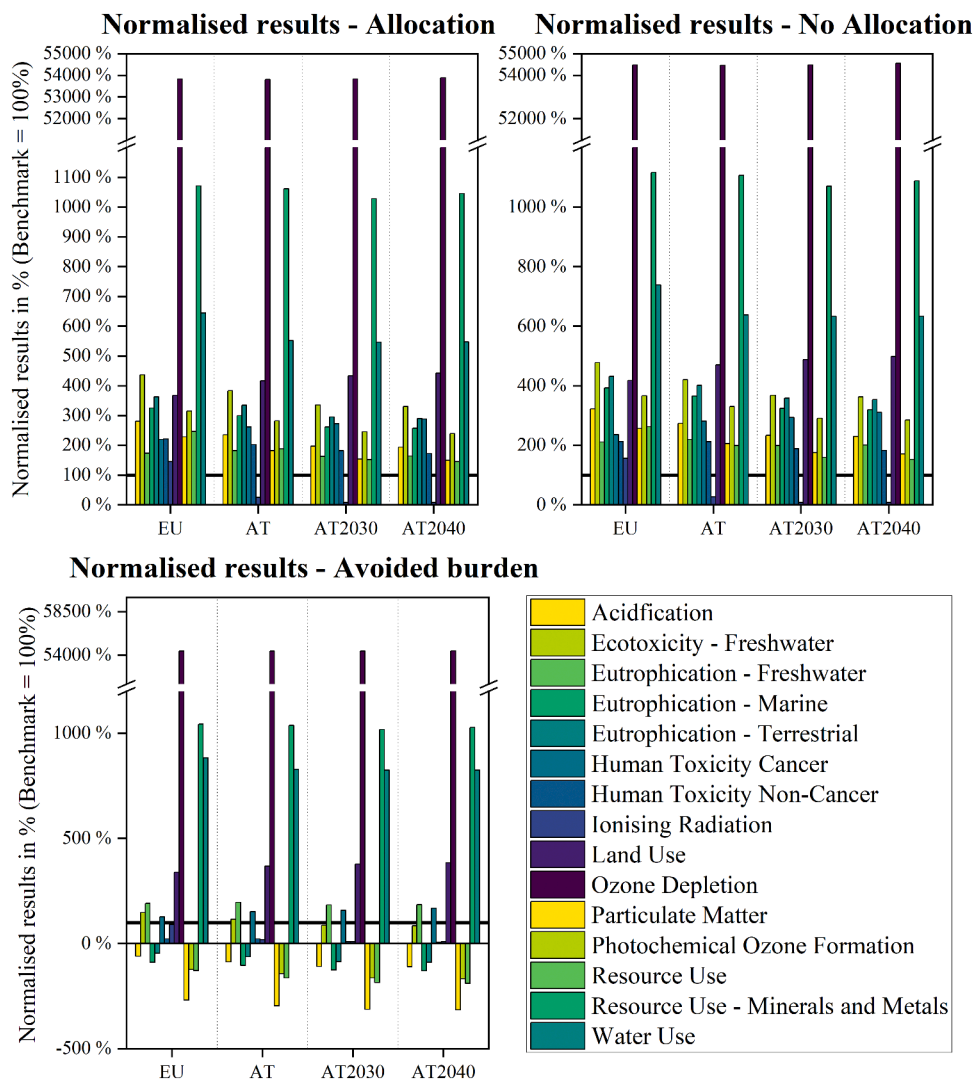 Normalised results - Allocation
Normalised results in % (Benchmark = 100%)
55000 %
54000 %
53000 %
52000 %
1100 %
1000 %
900 %
800 %
700 %
600 %
500 %
400 %
300 %
200 %
100 %
0 %
EU
AT
AT2030
AT2040
Normalised results - No Allocation
55000 %
54000 %
52000 %
1000 %
800 %
600 %
400 %
200 %
0 %
EU
AT
AT2030
AT2040
Normalised results - Avoided burden
Normalised results in % (Benchmark = 100%)
58500 %
54000 %
1000 %
500 %
0 %
-500 %
EU
AT
AT2030
AT2040
Acidfication
Ecotoxicity - Freshwater
Eutrophication - Freshwater
Eutrophication - Marine
Eutrophication - Terrestrial
Human Toxicity Cancer
Human Toxicity Non-Cancer
Ionising Radiation
Land Use
Ozone Depletion
Particulate Matter
Photochemical Ozone Formation
Resource Use
Resource Use - Minerals and Metals
Water Use